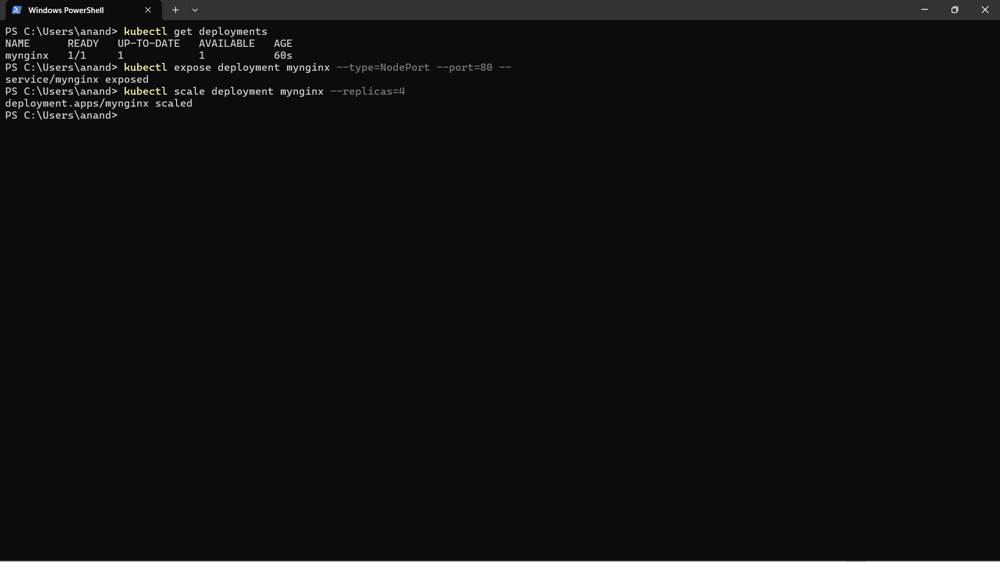 Windows PowerShell
PS C:\Users\anand> kubectl get deployments
NAME      READY   UP-TO-DATE   AVAILABLE   AGE
mynginx   1/1     1            1           60s
PS C:\Users\anand> kubectl expose deployment mynginx --type=NodePort --port=80 --
service/mynginx exposed
PS C:\Users\anand> kubectl scale deployment mynginx --replicas=4
deployment.apps/mynginx scaled
PS C:\Users\anand>